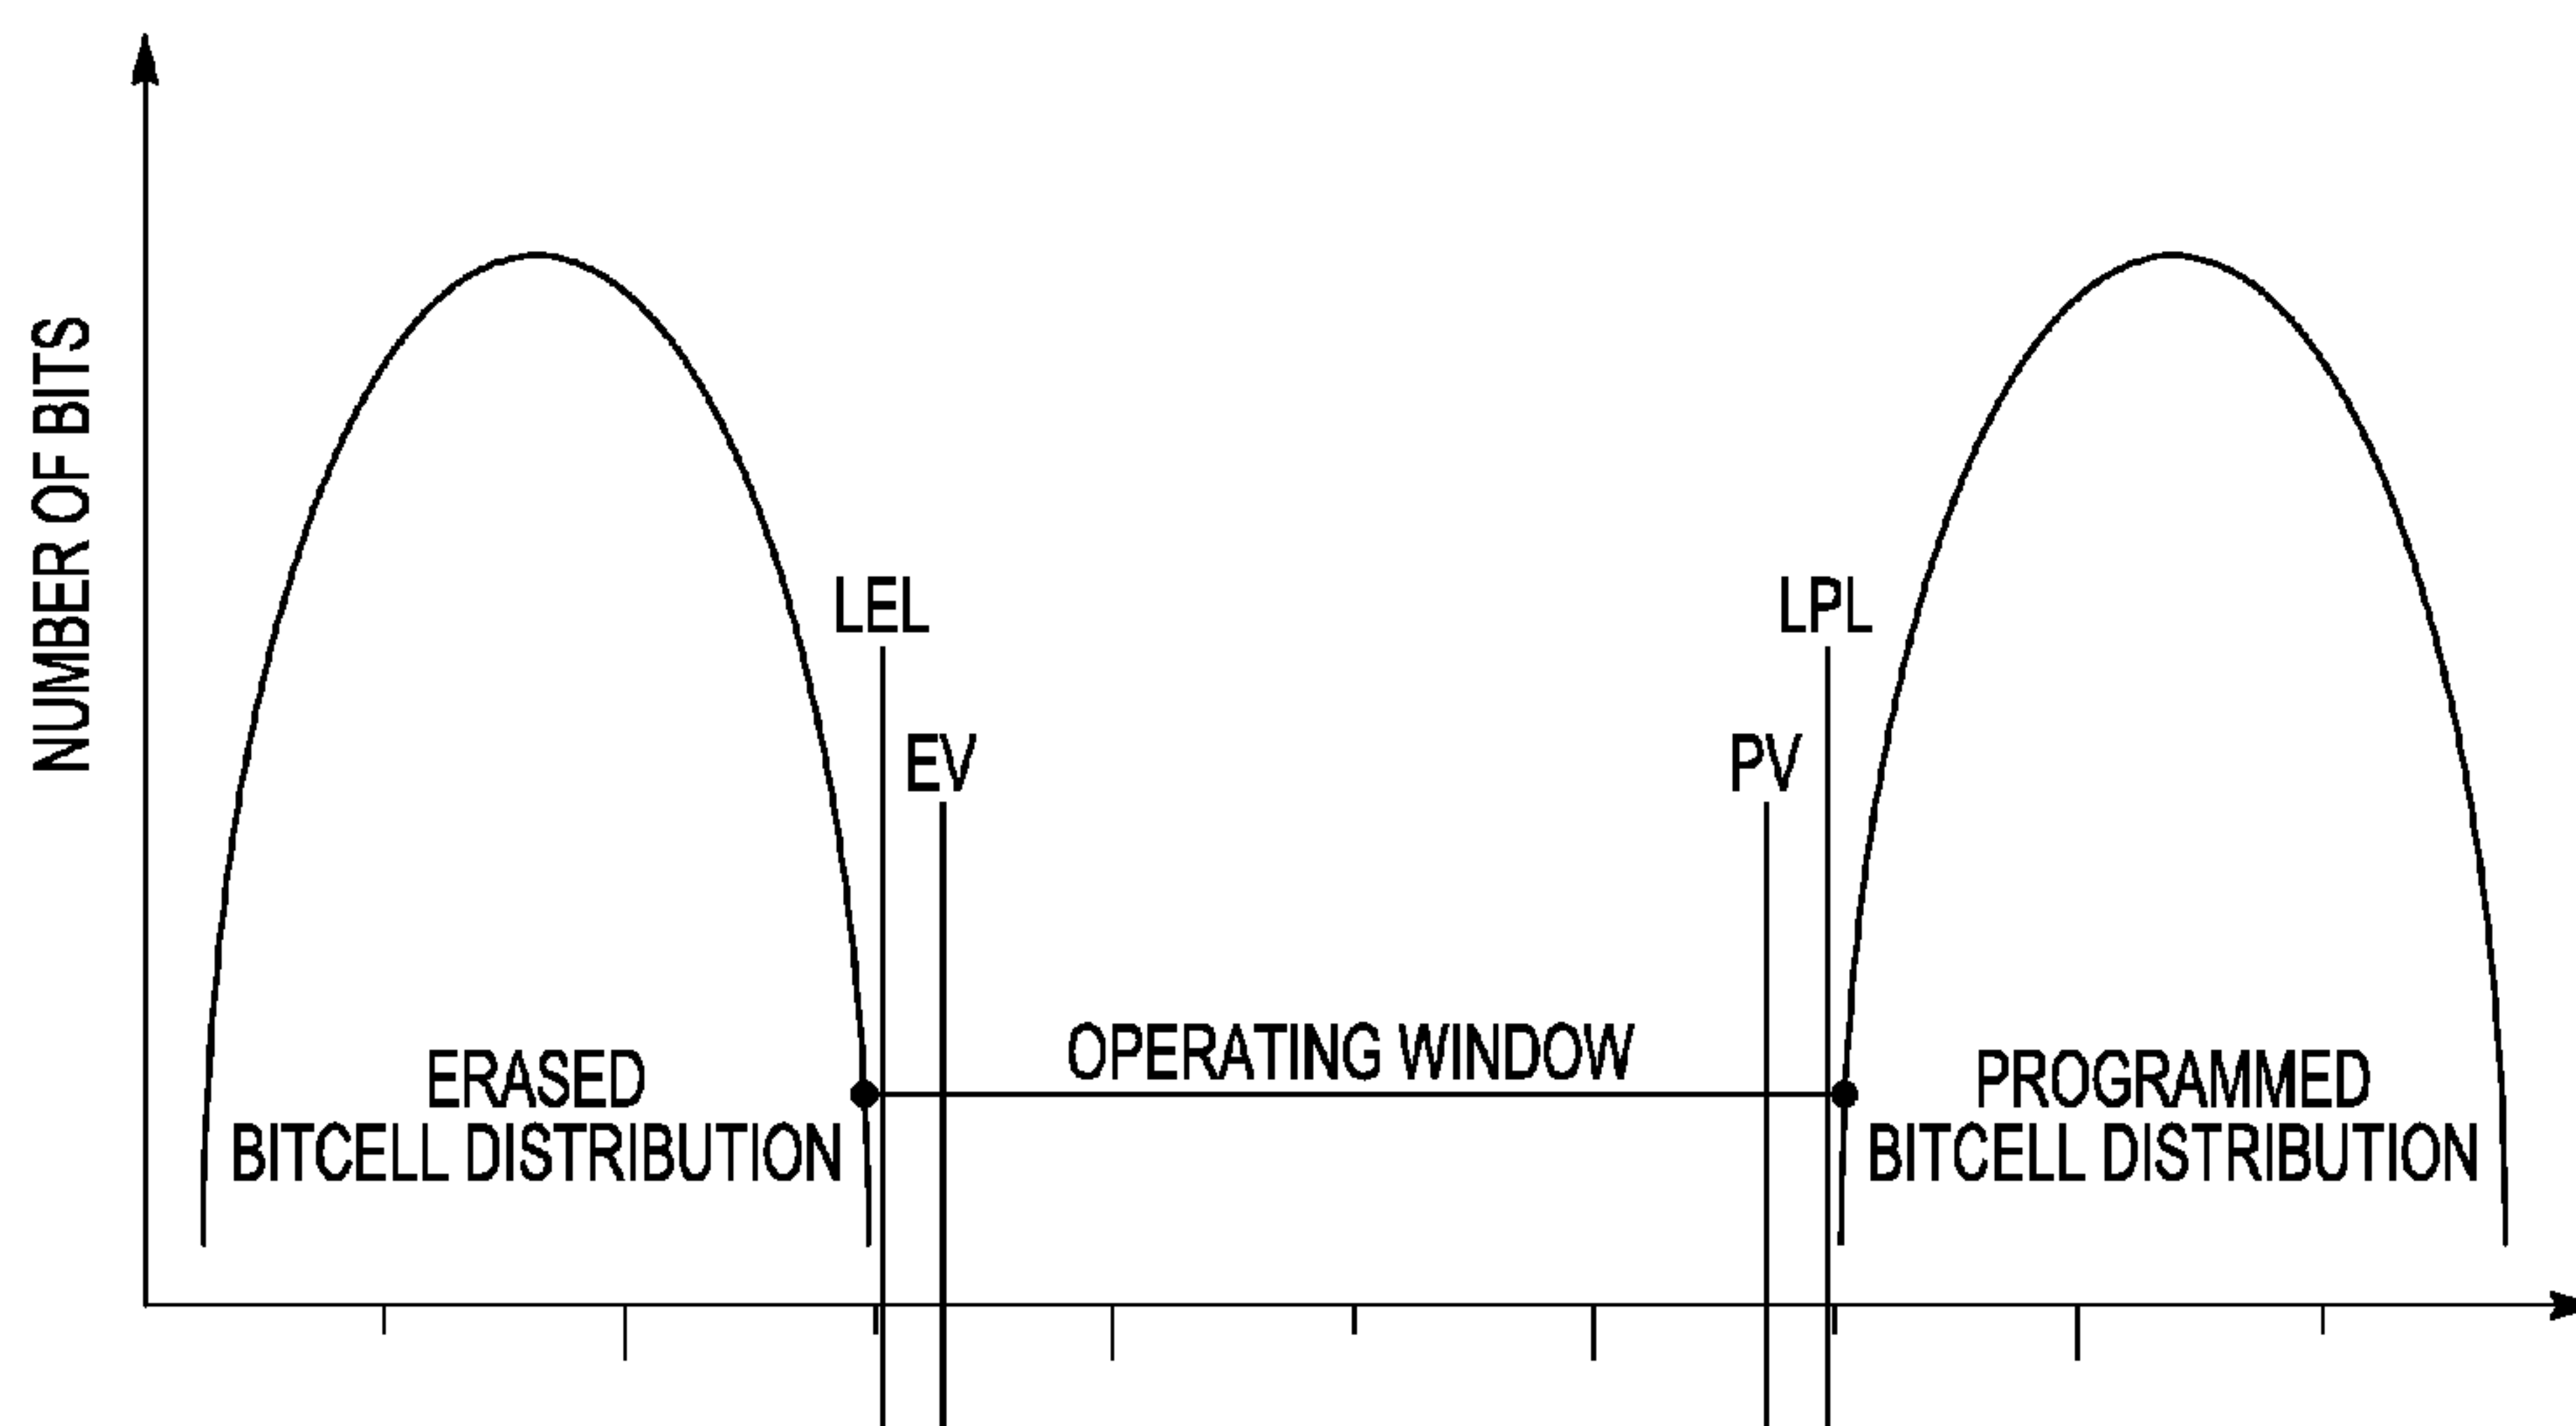 NUMBER OF BITS
LEL
LPL
EV
PV
OPERATING WINDOW
ERASED
BITCELL DISTRIBUTION
PROGRAMMED
BITCELL DISTRIBUTION